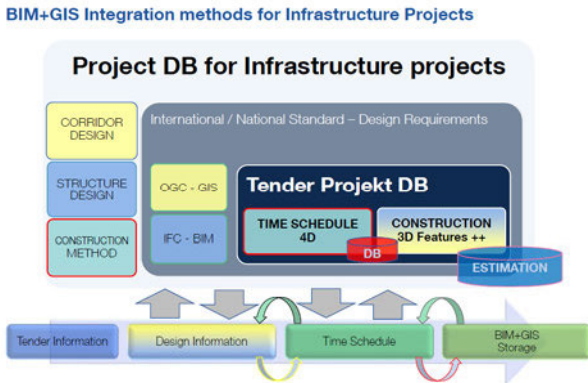 BIM+GIS Integration methods for Infrastructure Projects
Project DB for Infrastructure projects
CORRIDOR
DESIGN
International / National Standard – Design Requirements
STRUCTURE
DESIGN
OGC - GIS
Tender Projekt DB
CONSTRUCTION
METHOD
IFC - BIM
TIME SCHEDULE
4D
CONSTRUCTION
3D Features ++
DB
ESTIMATION
Tender Information
Design Information
Time Schedule
BIM+GIS
Storage